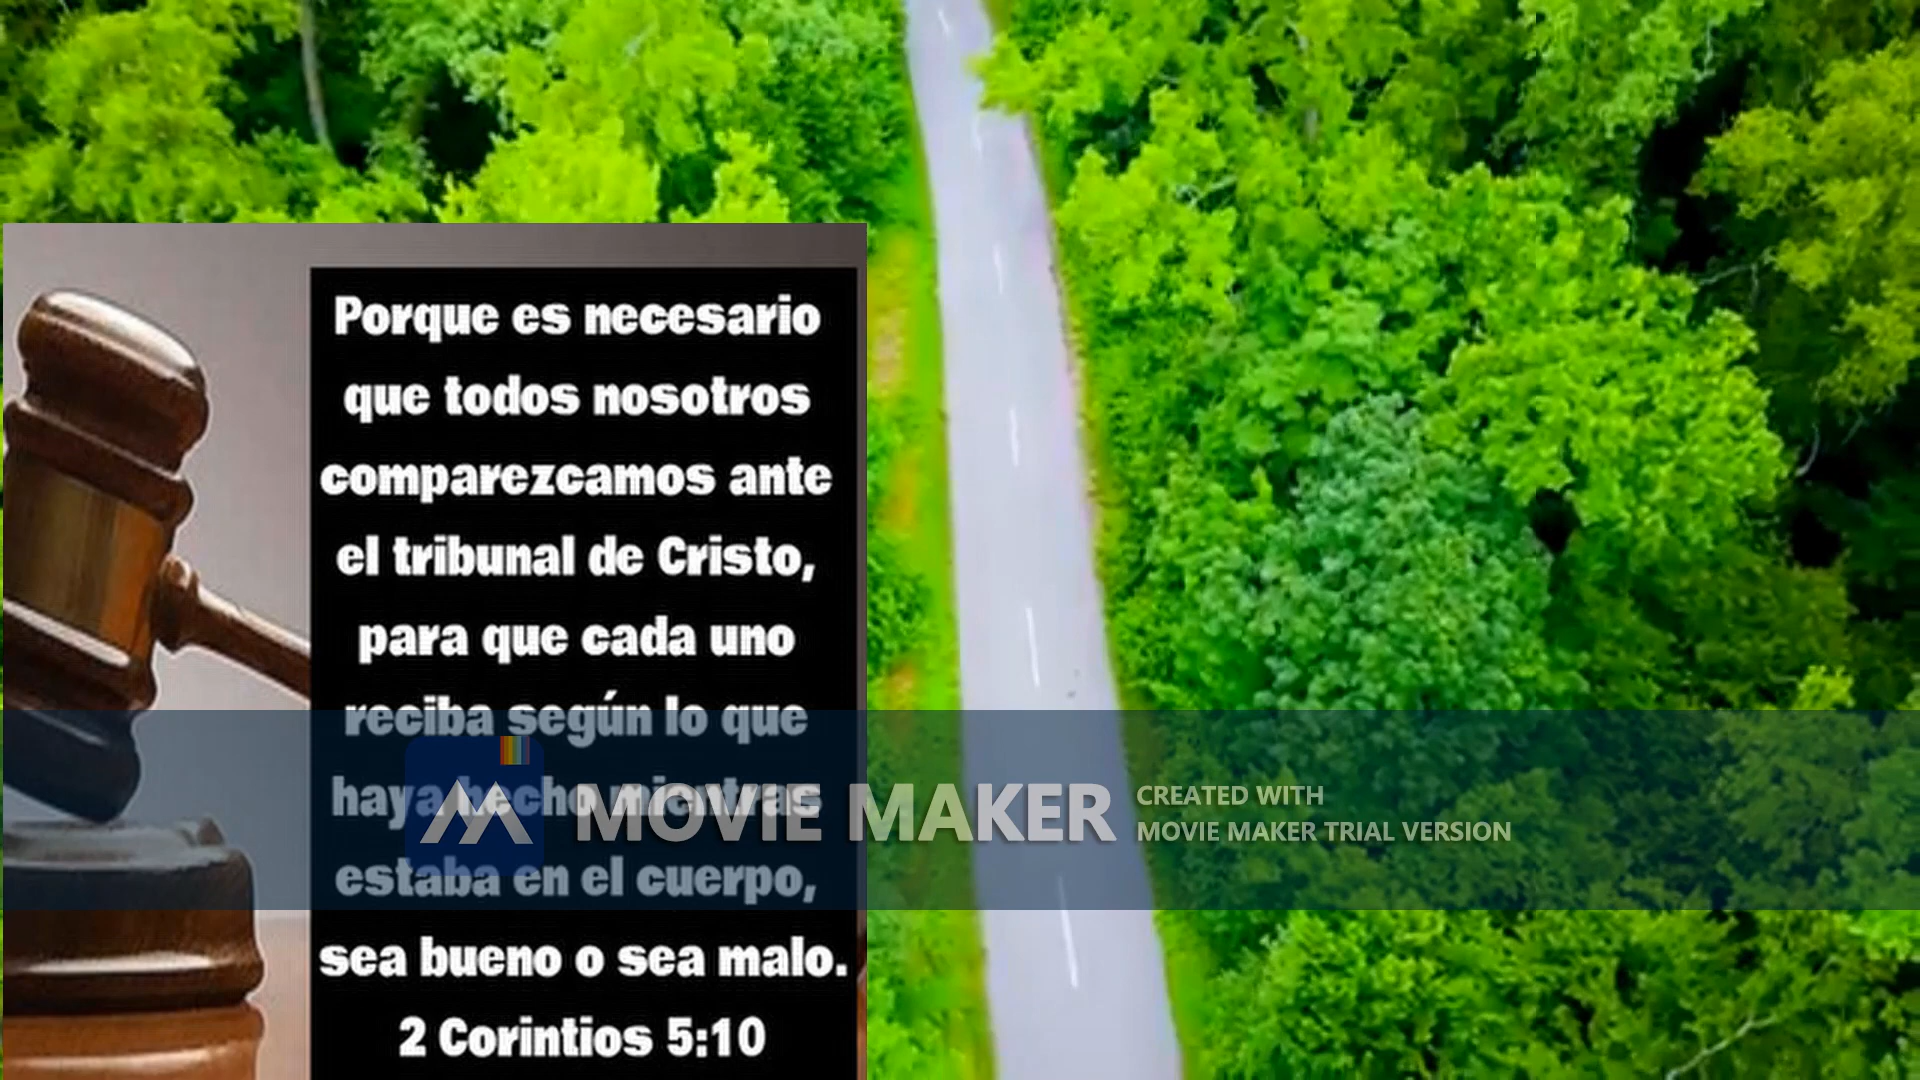 Porque es necesario
que todos nosotros
comparezcamos ante
el tribunal de Cristo,
para que cada uno
reciba según lo que
haya hecho mientras
estaba en el cuerpo,
sea bueno o sea malo.
2 Corintios 5:10
MOVIE MAKER
CREATED WITH
MOVIE MAKER TRIAL VERSION